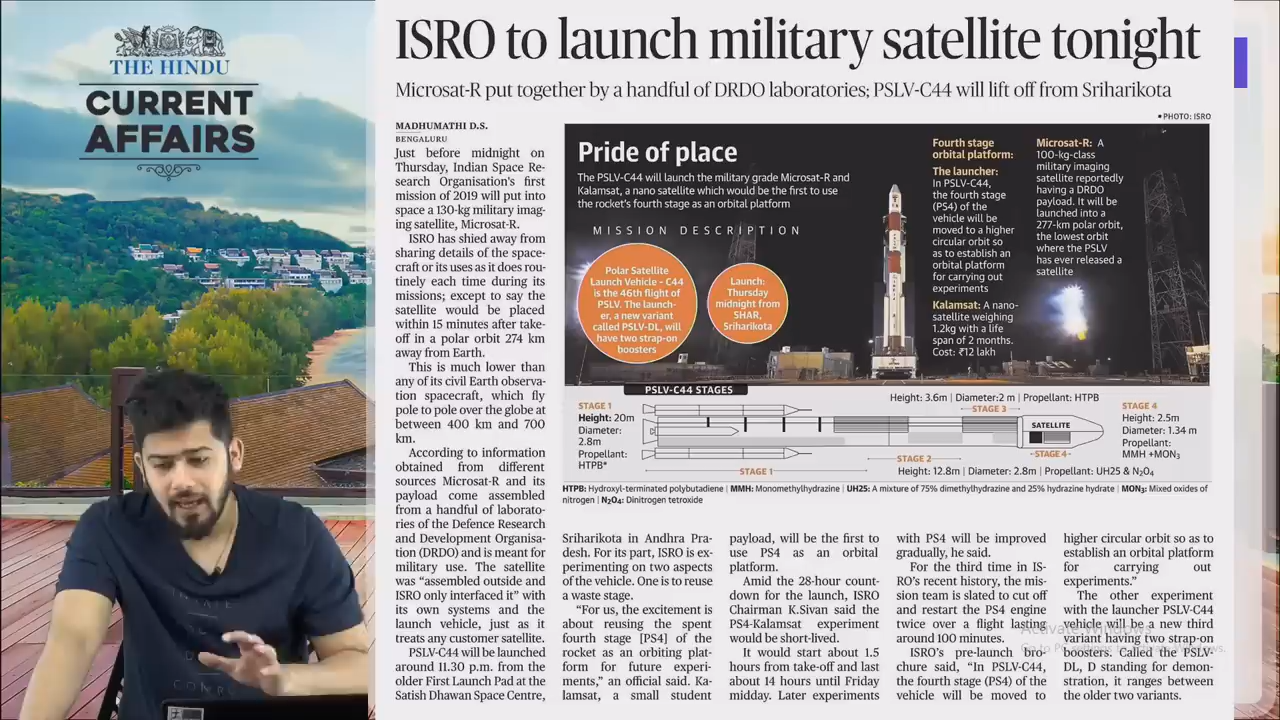 THE HINDU
CURRENT
AFFAIRS
ISRO to launch military satellite tonight
Microsat-R put together by a handful of DRDO laboratories; PSLV-C44 will lift off from Sriharikota
MADHUMATHI D.S.
BENGALURU
Just before midnight on
Thursday, Indian Space Re-
search Organisation's first
mission of 2019 will put into
space a 130-kg military imag-
ing satellite, Microsat-R.
ISRO has shied away from
sharing details of the space-
craft or its uses as it does rou-
tinely each time during its
missions; except to say the
satellite would be placed
within 15 minutes after take-
off in a polar orbit 274 km
away from Earth.
This is much lower than
any of its civil Earth observa-
tion spacecraft, which fly
pole to pole over the globe at
between 400 km and 700
km.
According to information
obtained from different
sources Microsat-R and its
payload come assembled
from a handful of laborato-
ries of the Defence Research
and Development Organisa-
tion (DRDO) and is meant for
military use. The satellite
was "assembled outside and
ISRO only interfaced it" with
its own systems and the
launch vehicle, just as it
treats any customer satellite.
PSLV-C44 will be launched
around 11.30 p.m. from the
older First Launch Pad at the
Satish Dhawan Space Centre,
▪ PHOTO: ISRO
Pride of place
The PSLV-C44 will launch the military grade Microsat-R and
Kalamsat, a nano satellite which would be the first to use
the rocket's fourth stage as an orbital platform
MISSION DESCRIPTION
Polar Satellite
Launch Vehicle - C44
is the 46th flight of
PSLV. The launch-
er, a new variant
called PSLV-DL, will
have two strap-on
boosters
Launch:
Thursday
midnight from
SHAR,
Sriharikota
Fourth stage
orbital platform:
The launcher:
In PSLV-C44,
the fourth stage
(PS4) of the
vehicle will be
moved to a higher
circular orbit so
as to establish an
orbital platform
for carrying out
experiments
Kalamsat: A nano-
satellite weighing
1.2kg with a life
span of 2 months.
Cost: ₹12 lakh
Microsat-R: A
100-kg-class
military imaging
satellite reportedly
having a DRDO
payload. It will be
launched into a
277-km polar orbit,
the lowest orbit
where the PSLV
has ever released a
satellite
PSLV-C44 STAGES
STAGE 1
Height: 20m
Diameter:
2.8m
Propellant:
HTPB*
STAGE 1
Height: 3.6m | Diameter:2 m | Propellant: HTPB
STAGE 3
SATELLITE
STAGE 4
STAGE 2
Height: 12.8m | Diameter: 2.8m | Propellant: UH25 & N₂O₄
STAGE 4
Height: 2.5m
Diameter: 1.34 m
Propellant:
MMH +MON₃
HTPB: Hydroxyl-terminated polybutadiene | MMH: Monomethylhydrazine | UH25: A mixture of 75% dimethylhydrazine and 25% hydrazine hydrate | MON₃: Mixed oxides of
nitrogen | N₂O₄: Dinitrogen tetroxide
Sriharikota in Andhra Pra-
desh. For its part, ISRO is ex-
perimenting on two aspects
of the vehicle. One is to reuse
a waste stage.
"For us, the excitement is
about reusing the spent
fourth stage [PS4] of the
rocket as an orbiting plat-
form for future experi-
ments," an official said. Ka-
lamsat, a small student
payload, will be the first to
use PS4 as an orbital
platform.
Amid the 28-hour count-
down for the launch, ISRO
Chairman K.Sivan said the
PS4-Kalamsat experiment
would be short-lived.
It would start about 1.5
hours from take-off and last
about 14 hours until Friday
midday. Later experiments
with PS4 will be improved
gradually, he said.
For the third time in IS-
RO's recent history, the mis-
sion team is slated to cut off
and restart the PS4 engine
twice over a flight lasting
around 100 minutes.
ISRO's pre-launch bro-
chure said, "In PSLV-C44,
the fourth stage (PS4) of the
vehicle will be moved to
higher circular orbit so as to
establish an orbital platform
for carrying out
experiments."
The other experiment
with the launcher PSLV-C44
vehicle will be a new third
variant having two strap-on
boosters. Called the PSLV-
DL, D standing for demon-
stration, it ranges between
the older two variants.
Activate Windows
Go to PC settings to activate Windows.